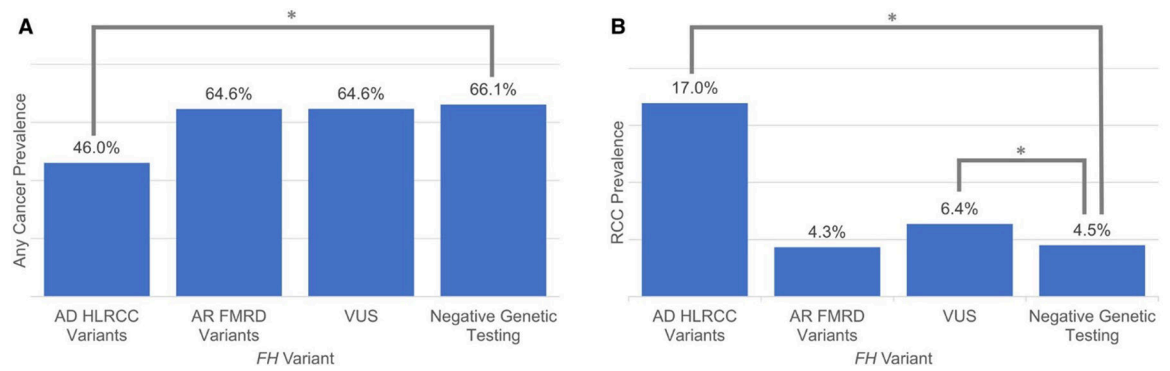 A
*
Any Cancer Prevalence
46.0%
64.6%
64.6%
66.1%
AD HLRCC
Variants
AR FMRD
Variants
VUS
Negative Genetic
Testing
FH Variant
B
*
*
RCC Prevalence
17.0%
4.3%
6.4%
4.5%
AD HLRCC
Variants
AR FMRD
Variants
VUS
Negative Genetic
Testing
FH Variant